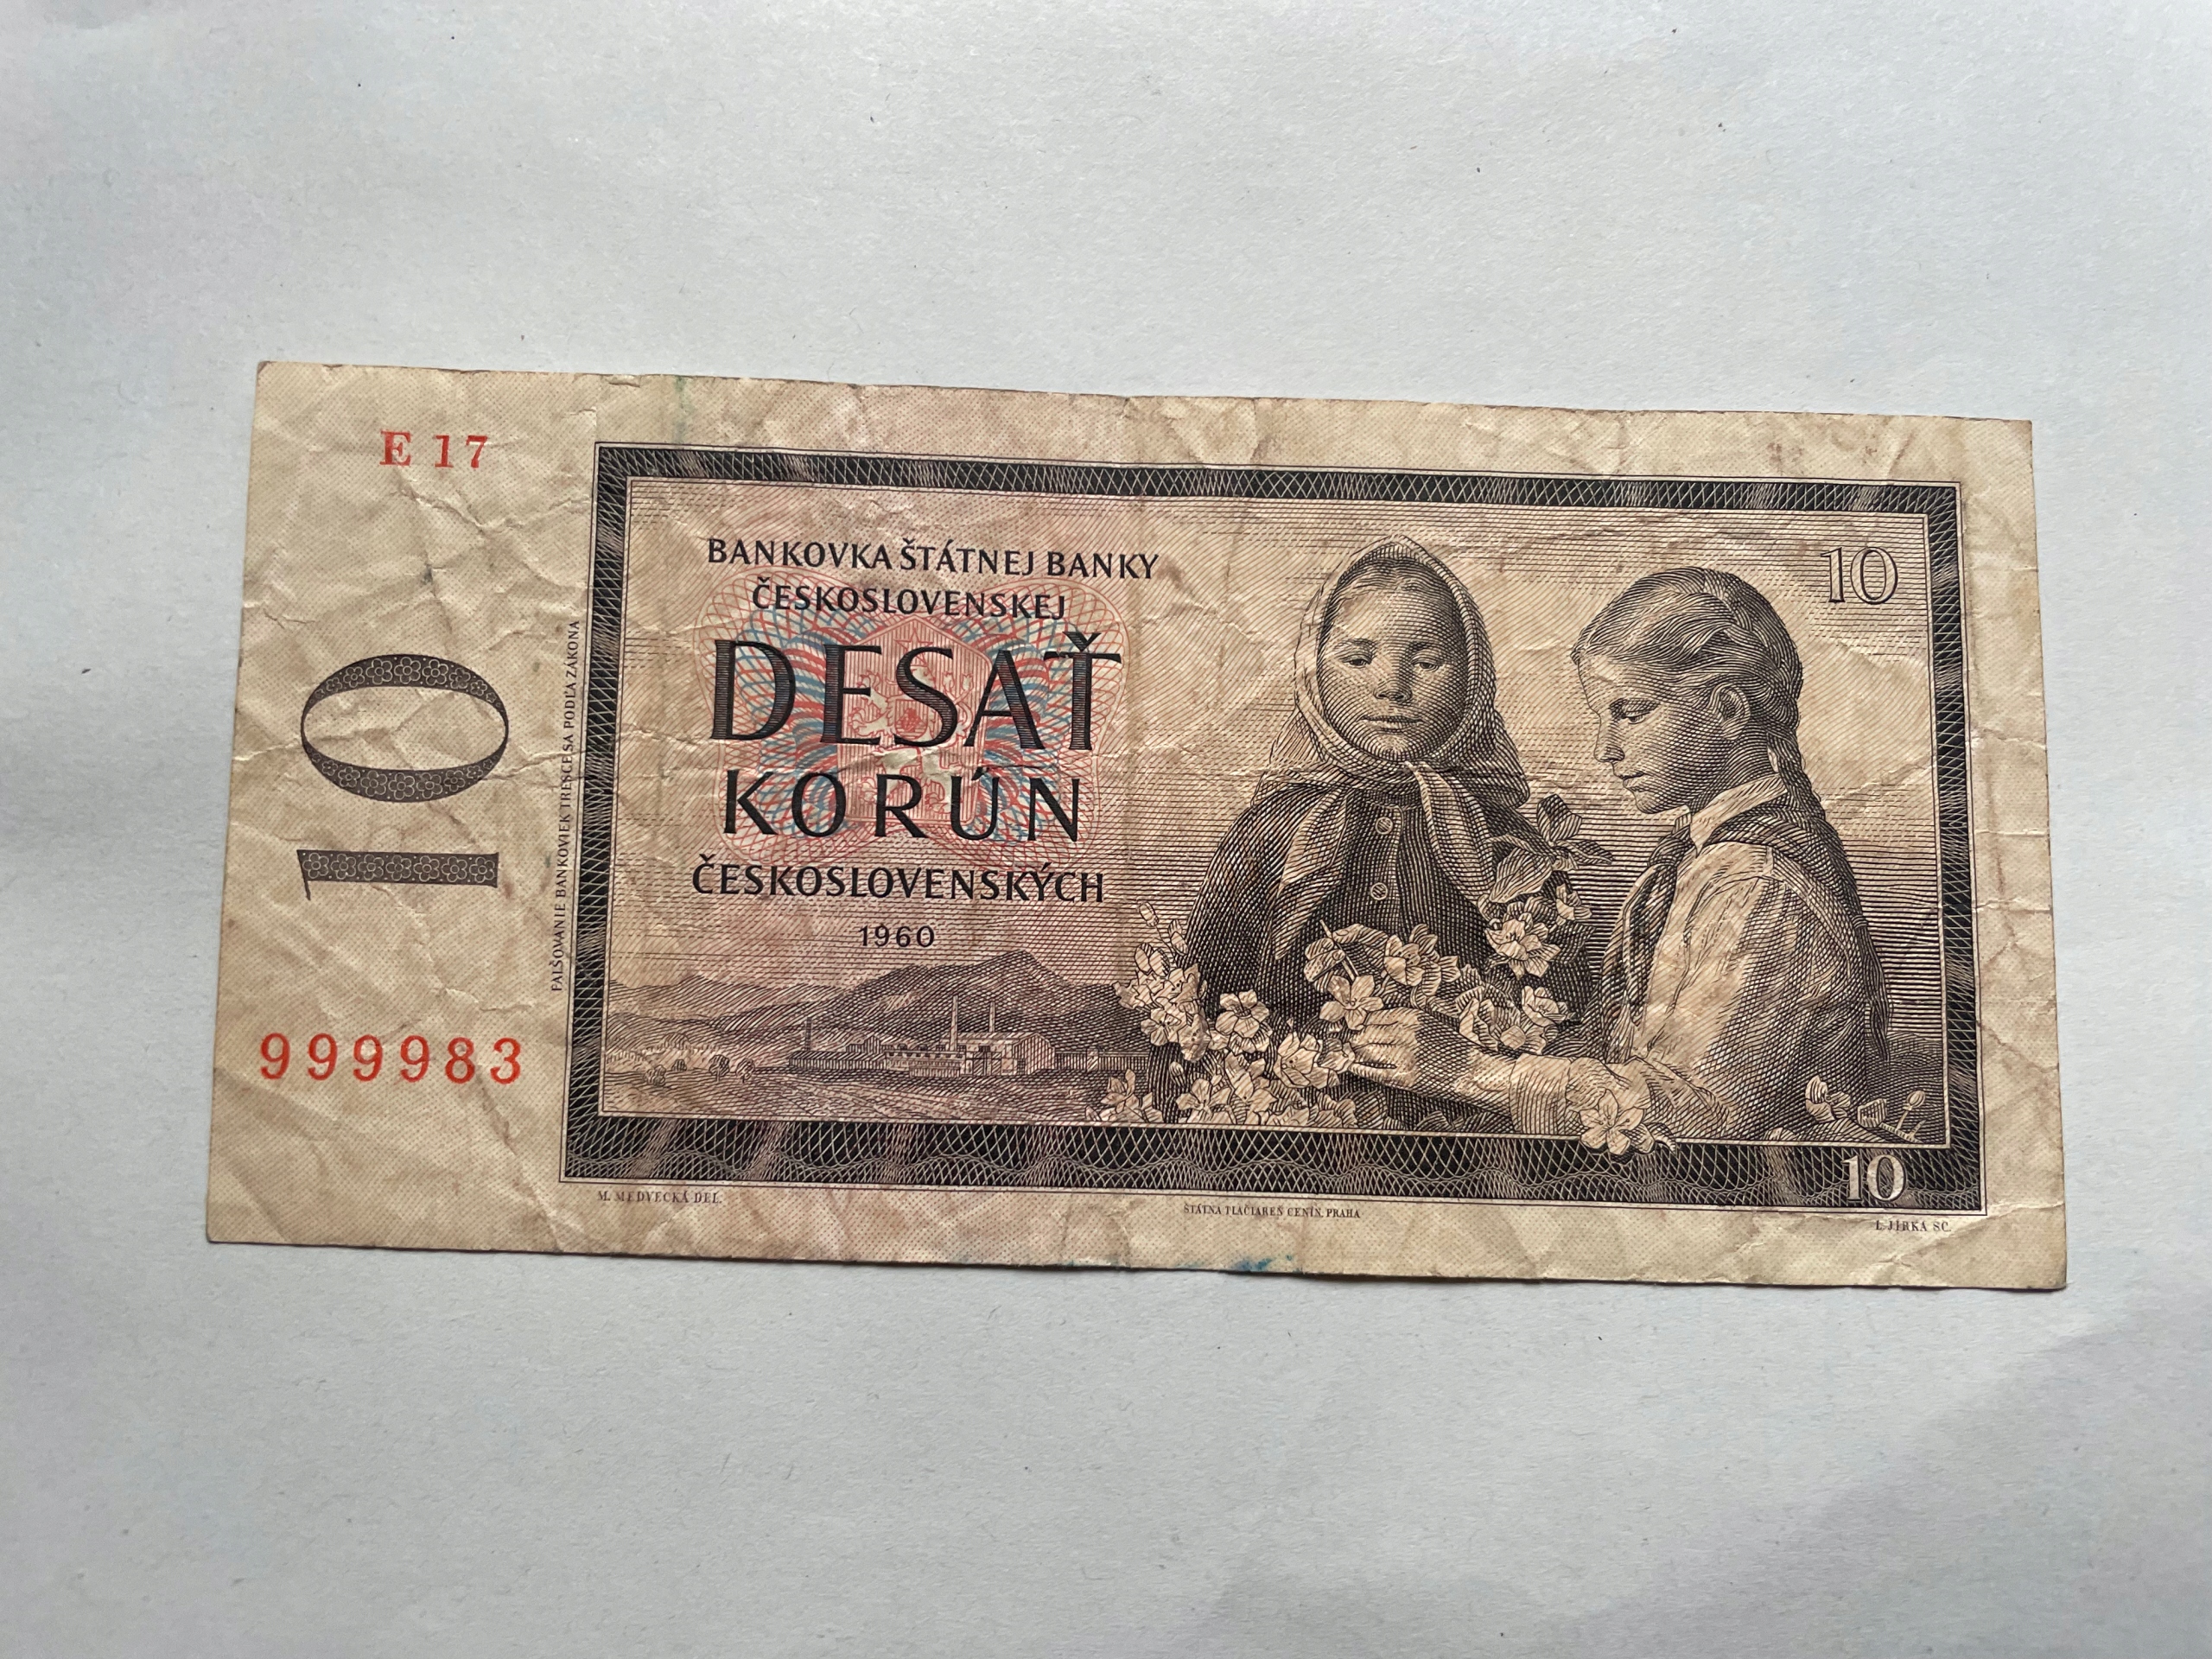 E 17
10
999983
FALŠOVANIE BANKOVIEK TRESCE SA PODĽA ZÁKONA
BANKOVKA ŠTÁTNEJ BANKY
ČESKOSLOVENSKEJ
DESAŤ
KORÚN
ČESKOSLOVENSKÝCH
1960
10
10
M. MEDVECKÁ DEL.
ŠTÁTNA TLAČIAREŇ CENÍN, PRAHA
L. JIRKA SC.